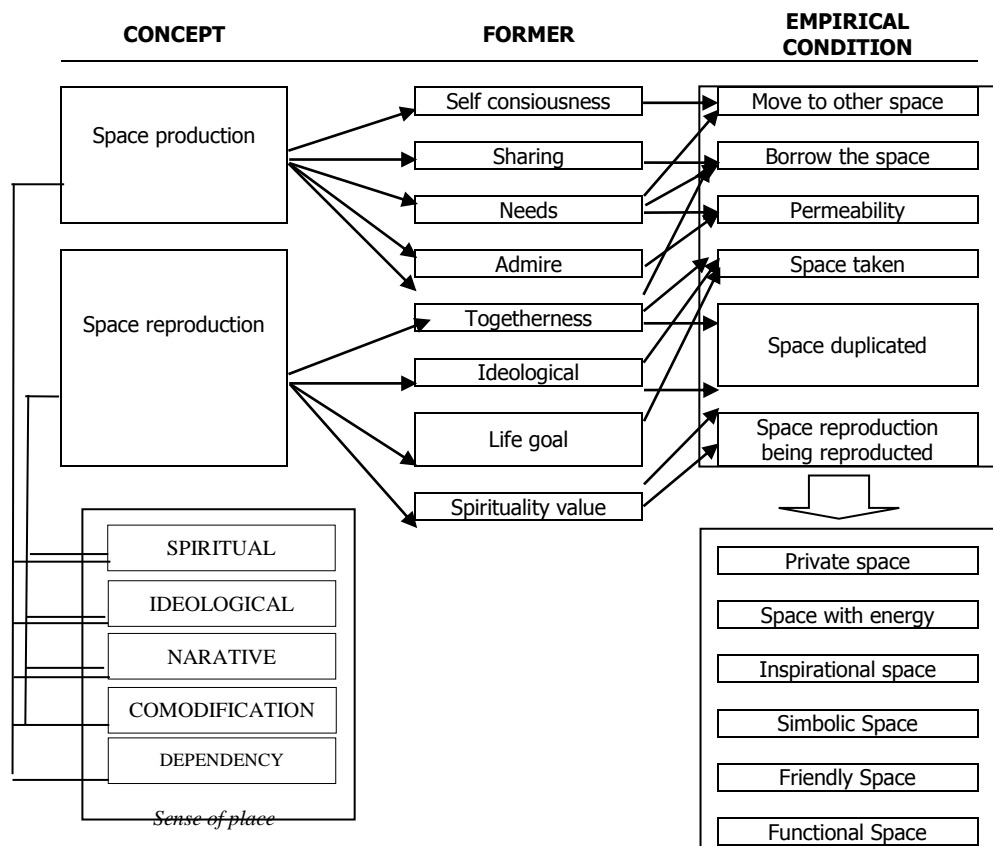 CONCEPT
FORMER
EMPIRICAL
CONDITION
Space production
Space reproduction
Self consiousness
Sharing
Needs
Admire
Togetherness
Ideological
Life goal
Spirituality value
Move to other space
Borrow the space
Permeability
Space taken
Space duplicated
Space reproduction
being reproducted
SPIRITUAL
IDEOLOGICAL
NARATIVE
COMODIFICATION
DEPENDENCY
Sense of place
Private space
Space with energy
Inspirational space
Simbolic Space
Friendly Space
Functional Space